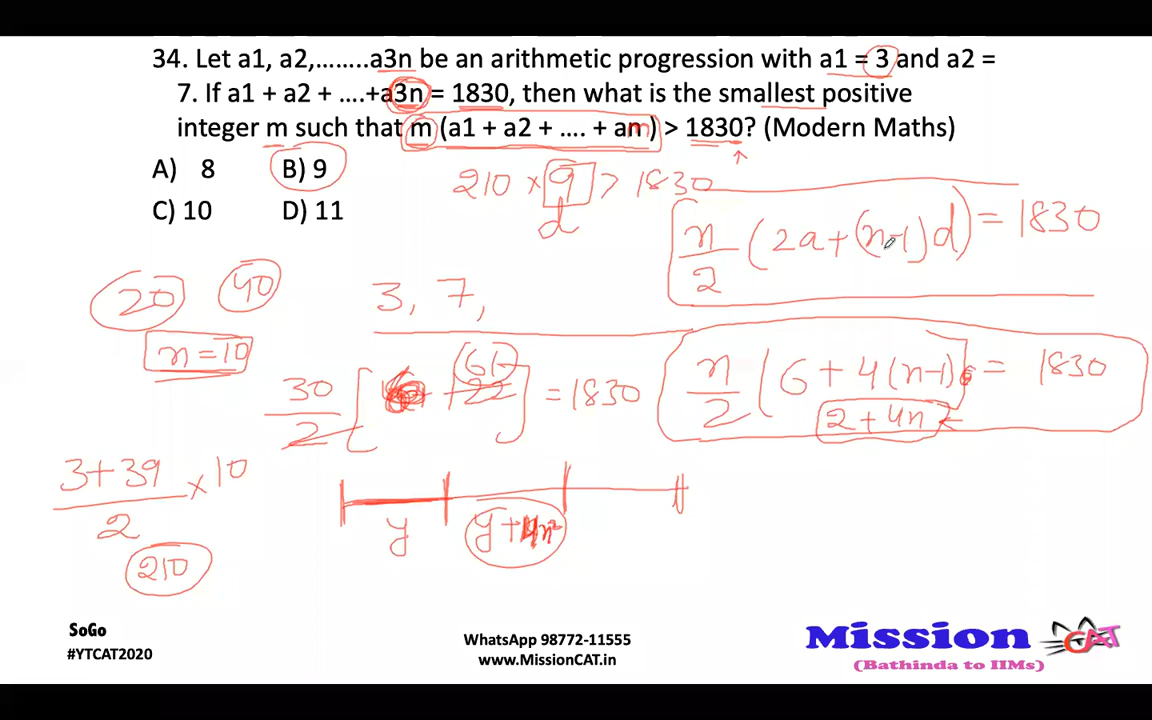 34. Let a1, a2,........a3n be an arithmetic progression with a1 = 3 and a2 =
7. If a1 + a2 + ....+a3n = 1830, then what is the smallest positive
integer m such that m (a1 + a2 + .... + am ) > 1830? (Modern Maths)
A) 8 B) 9
C) 10 D) 11
210 × 9 > 1830
d
n/2 (2a + (n-1) d) = 1830
20 40
3, 7,
n = 10
30/2 [ 61 ] = 1830
n/2 (6 + 4(n-1)) = 1830
2 + 4n
3+39/2 × 10
210
y y + 4n²
SoGo
#YTCAT2020
WhatsApp 98772-11555
www.MissionCAT.in
Mission CAT
(Bathinda to IIMs)